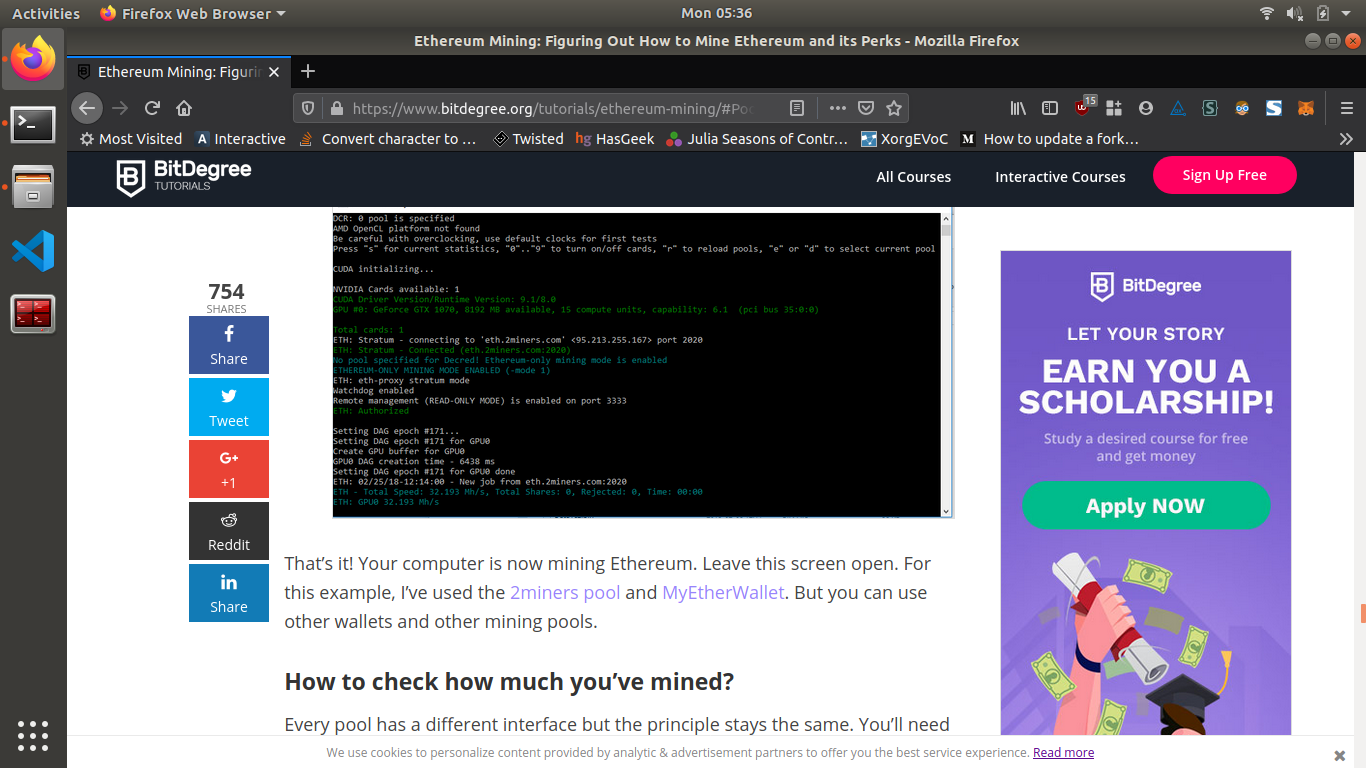 Activities
Firefox Web Browser
Mon 05:36
Ethereum Mining: Figuring Out How to Mine Ethereum and its Perks - Mozilla Firefox
Ethereum Mining: Figurin
https://www.bitdegree.org/tutorials/ethereum-mining/#Poo
15
Most Visited
Interactive
Convert character to …
Twisted
hg HasGeek
Julia Seasons of Contr…
XorgEVoC
M How to update a fork…
BitDegree
TUTORIALS
All Courses
Interactive Courses
Sign Up Free
754
SHARES
Share
Tweet
G+
+1
Reddit
in
Share
DCR: 0 pool is specified
AMD OpenCL platform not found
Be careful with overclocking, use default clocks for first tests
Press "s" for current statistics, "0".."9" to turn on/off cards, "r" to reload pools, "e" or "d" to select current pool
CUDA initializing...
NVIDIA Cards available: 1
CUDA Driver Version/Runtime Version: 9.1/8.0
GPU #0: GeForce GTX 1070, 8192 MB available, 15 compute units, capability: 6.1 (pci bus 35:0:0)
Total cards: 1
ETH: Stratum - connecting to 'eth.2miners.com' <95.213.255.167> port 2020
ETH: Stratum - Connected (eth.2miners.com:2020)
No pool specified for Decred! Ethereum-only mining mode is enabled
ETHEREUM-ONLY MINING MODE ENABLED (-mode 1)
ETH: eth-proxy stratum mode
Watchdog enabled
Remote management (READ-ONLY MODE) is enabled on port 3333
ETH: Authorized
Setting DAG epoch #171...
Setting DAG epoch #171 for GPU0
Create GPU buffer for GPU0
GPU0 DAG creation time - 6438 ms
Setting DAG epoch #171 for GPU0 done
ETH: 02/25/18-12:14:00 - New job from eth.2miners.com:2020
ETH - Total Speed: 32.193 Mh/s, Total Shares: 0, Rejected: 0, Time: 00:00
ETH: GPU0 32.193 Mh/s
That's it! Your computer is now mining Ethereum. Leave this screen open. For
this example, I've used the 2miners pool and MyEtherWallet. But you can use
other wallets and other mining pools.
How to check how much you've mined?
Every pool has a different interface but the principle stays the same. You'll need
BitDegree
LET YOUR STORY
EARN YOU A
SCHOLARSHIP!
Study a desired course for free
and get money
Apply NOW
We use cookies to personalize content provided by analytic & advertisement partners to offer you the best service experience. Read more